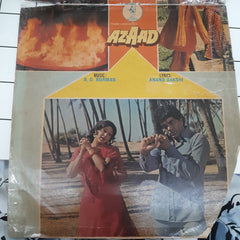 AZAAD
MUSIC
R. D. BURMAN
LYRICS
ANAND BAKSHI